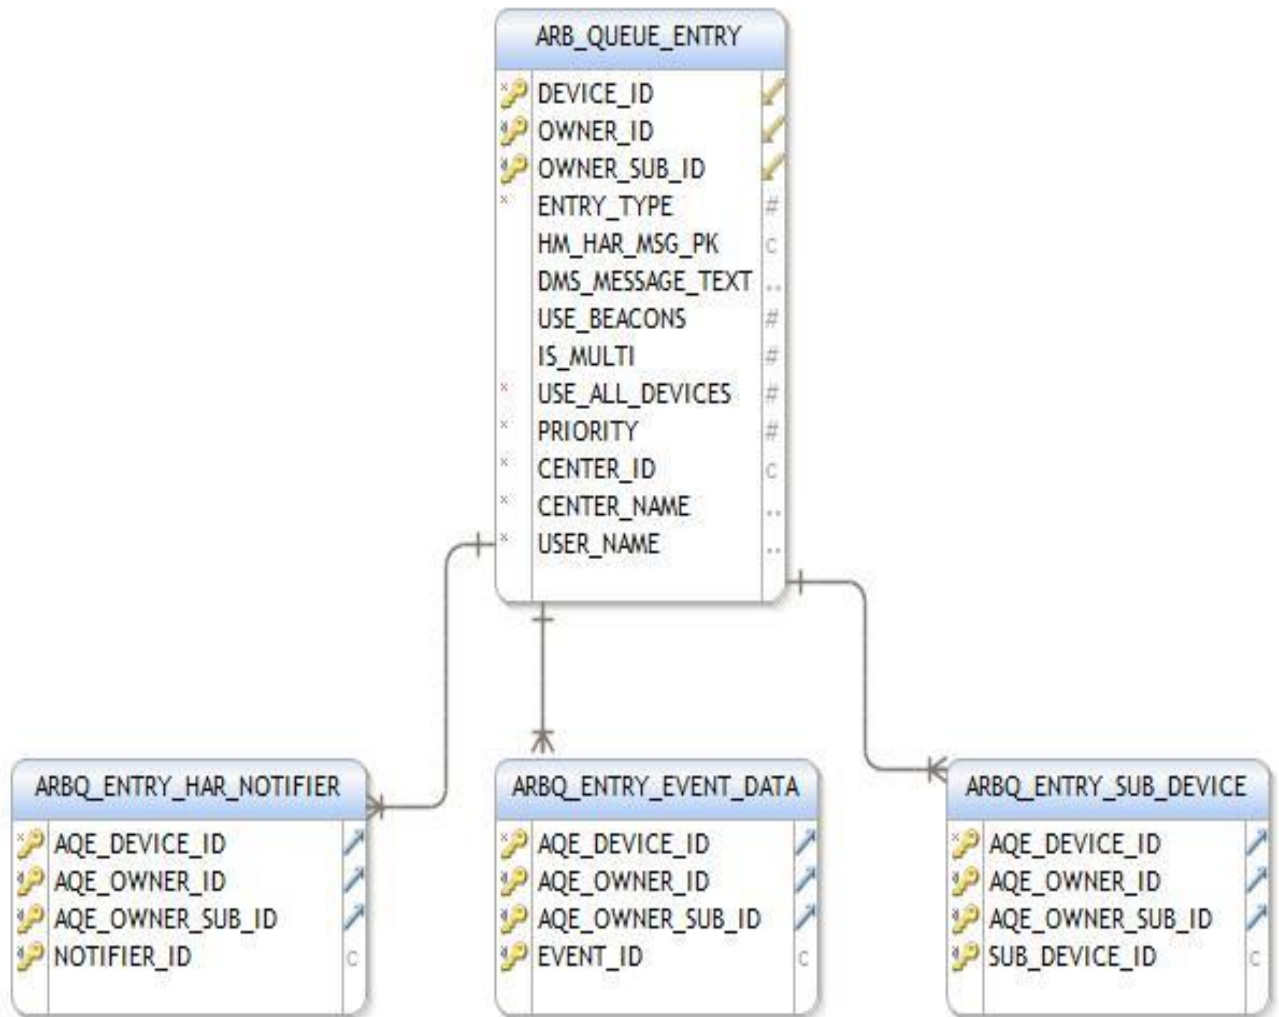 ARB_QUEUE_ENTRY
DEVICE_ID
OWNER_ID
OWNER_SUB_ID
ENTRY_TYPE #
HM_HAR_MSG_PK c
DMS_MESSAGE_TEXT ..
USE_BEACONS #
IS_MULTI #
USE_ALL_DEVICES #
PRIORITY #
CENTER_ID c
CENTER_NAME ..
USER_NAME ..
ARBQ_ENTRY_HAR_NOTIFIER
AQE_DEVICE_ID
AQE_OWNER_ID
AQE_OWNER_SUB_ID
NOTIFIER_ID c
ARBQ_ENTRY_EVENT_DATA
AQE_DEVICE_ID
AQE_OWNER_ID
AQE_OWNER_SUB_ID
EVENT_ID c
ARBQ_ENTRY_SUB_DEVICE
AQE_DEVICE_ID
AQE_OWNER_ID
AQE_OWNER_SUB_ID
SUB_DEVICE_ID c